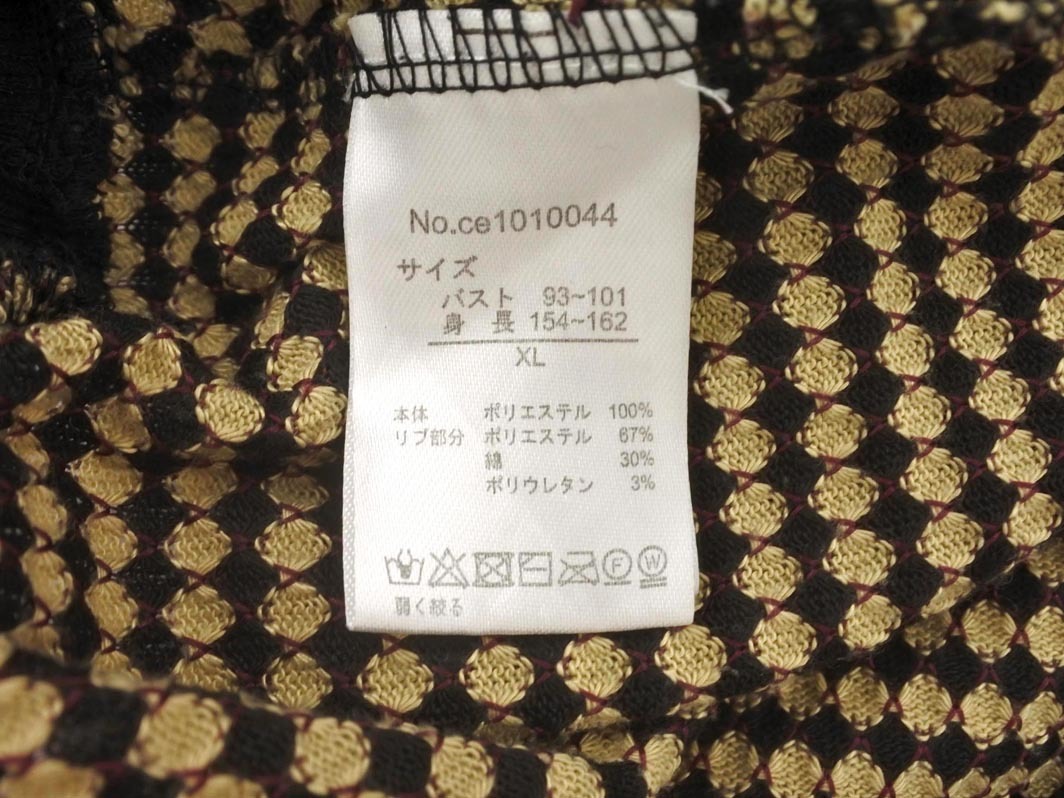 No.ce1010044
サイズ
バスト 93~101
身 長 154~162
XL
本体 ポリエステル 100%
リブ部分 ポリエステル 67%
綿 30%
ポリウレタン 3%
F W
弱く絞る